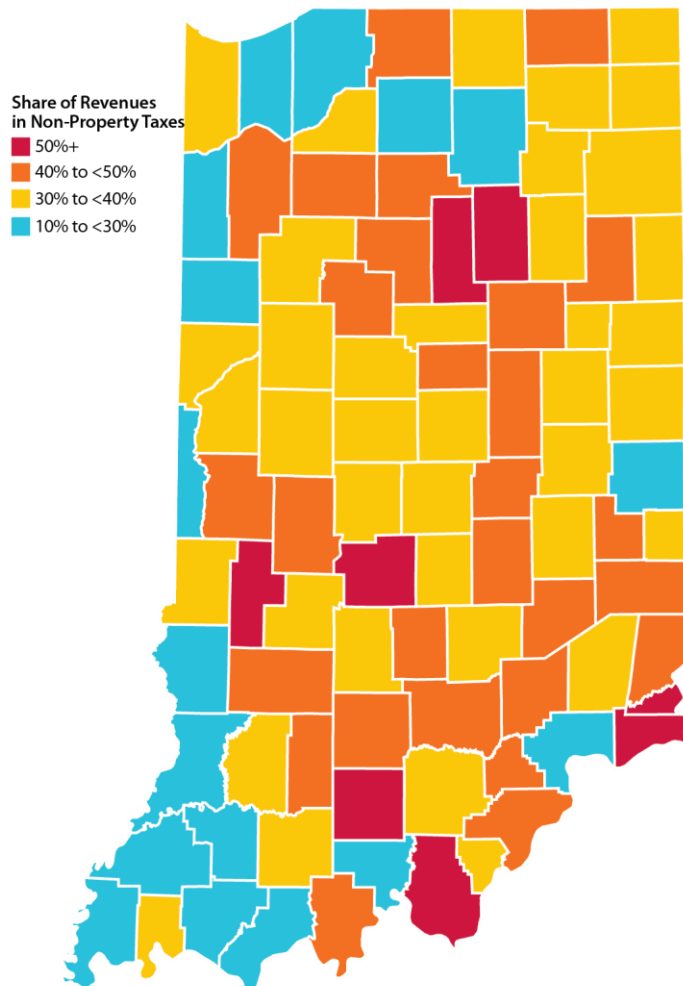 Share of Revenues
in Non-Property Taxes
50%+
40% to <50%
30% to <40%
10% to <30%